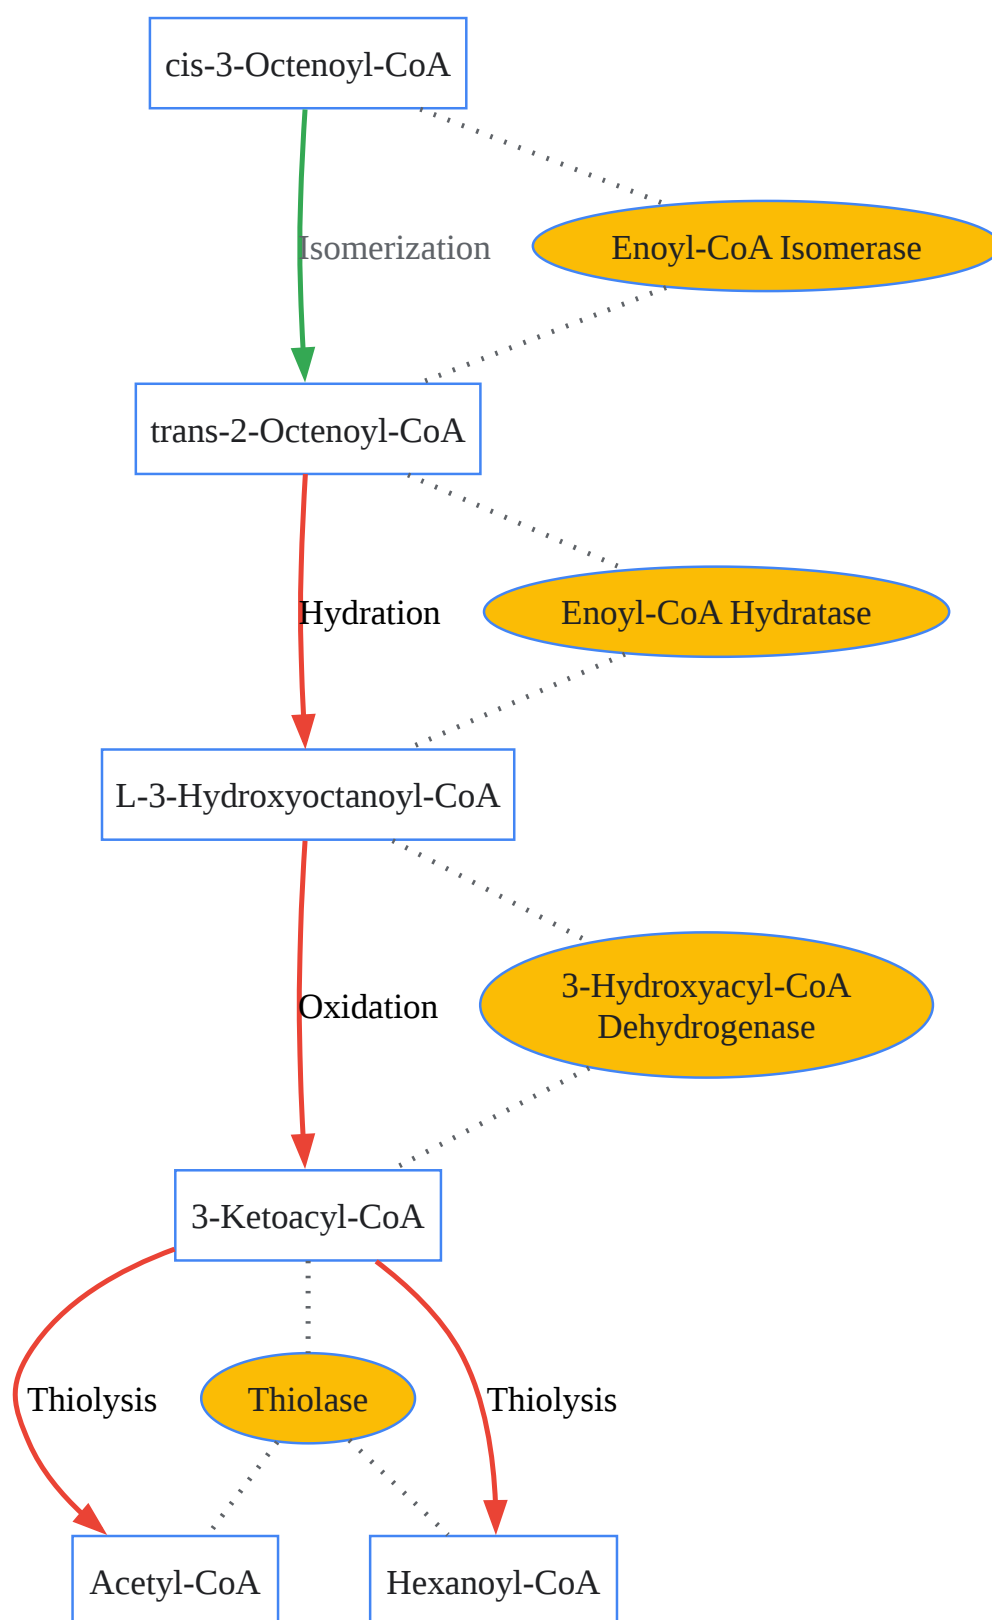 cis-3-Octenoyl-CoA
Isomerization
Enoyl-CoA Isomerase
trans-2-Octenoyl-CoA
Hydration
Enoyl-CoA Hydratase
L-3-Hydroxyoctanoyl-CoA
Oxidation
3-Hydroxyacyl-CoA
Dehydrogenase
3-Ketoacyl-CoA
Thiolysis
Thiolase
Thiolysis
Acetyl-CoA
Hexanoyl-CoA